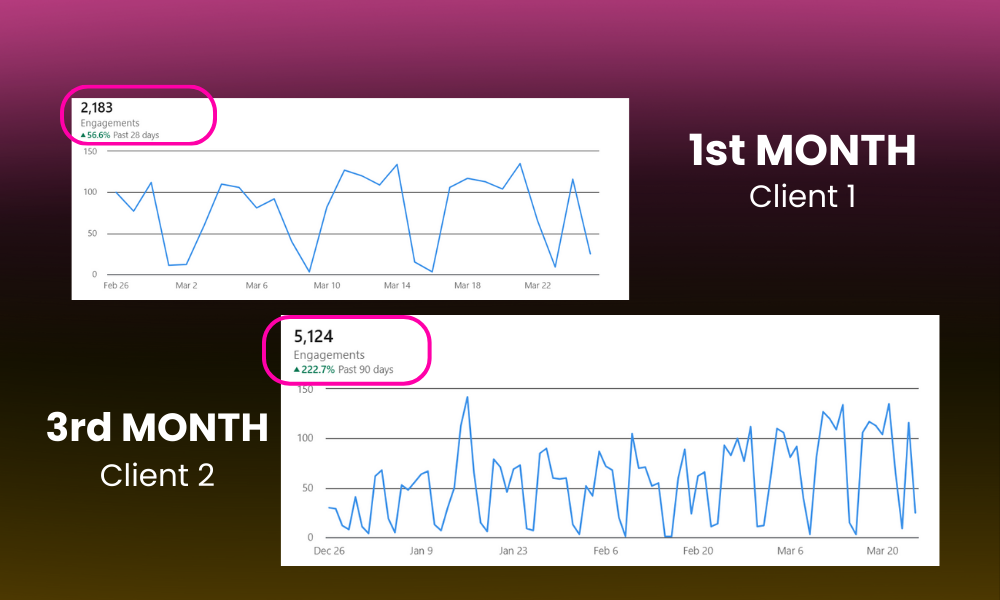 2,183
Engagements
▲56.6% Past 28 days
150
100
50
0
Feb 26 Mar 2 Mar 6 Mar 10 Mar 14 Mar 18 Mar 22
1st MONTH
Client 1
5,124
Engagements
▲222.7% Past 90 days
150
100
50
0
Dec 26 Jan 9 Jan 23 Feb 6 Feb 20 Mar 6 Mar 20
3rd MONTH
Client 2